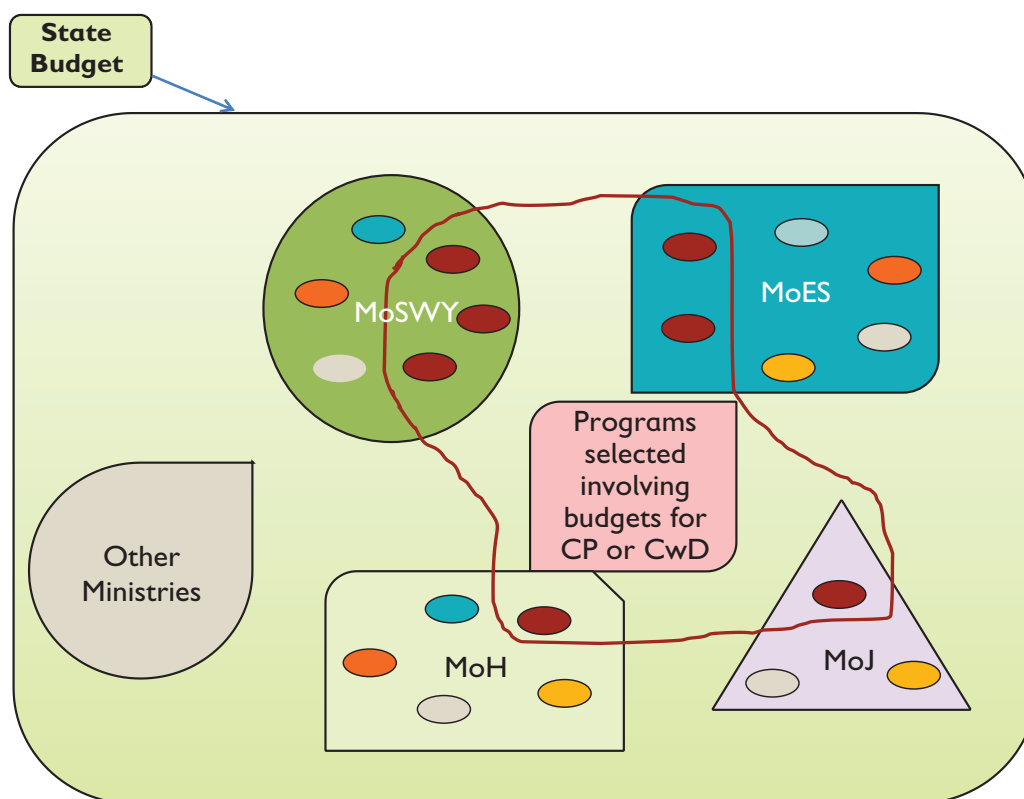 State
Budget
MoSWY
MoES
Programs
selected
involving
budgets for
CP or CwD
Other
Ministries
MoH
MoJ